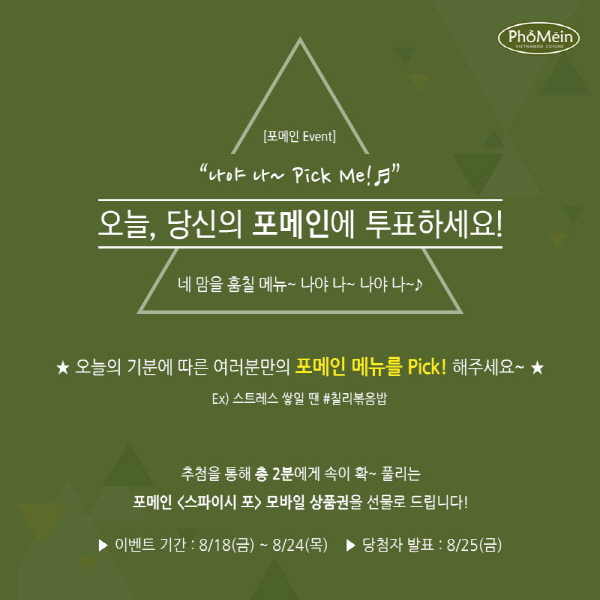 PhởMein
VIETNAMESE CUISINE
[포메인 Event]
“나야 나~ Pick Me!♬”
오늘, 당신의 포메인에 투표하세요!
네 맘을 훔칠 메뉴~ 나야 나~ 나야 나~♪
★ 오늘의 기분에 따른 여러분만의 포메인 메뉴를 Pick! 해주세요~ ★
Ex) 스트레스 쌓일 땐 #칠리볶음밥
추첨을 통해 총 2분에게 속이 확~ 풀리는
포메인 <스파이시 포> 모바일 상품권을 선물로 드립니다!
▶ 이벤트 기간 : 8/18(금) ~ 8/24(목) ▶ 당첨자 발표 : 8/25(금)